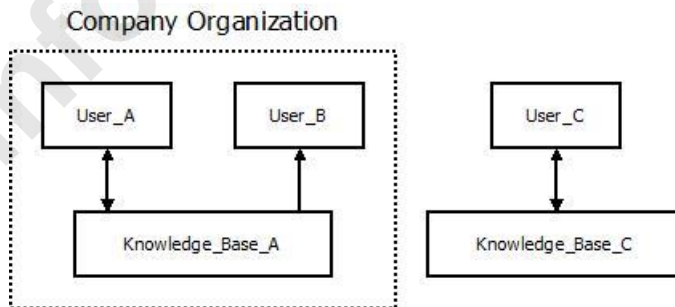 Company Organization
User_A
User_B
User_C
Knowledge_Base_A
Knowledge_Base_C